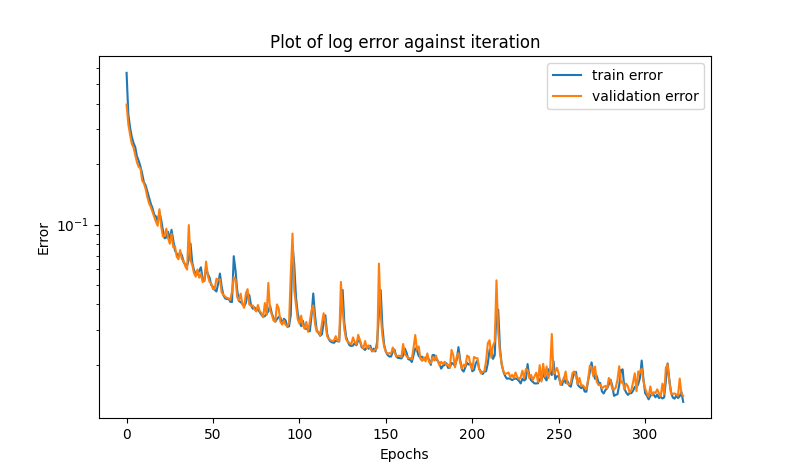 Plot of log error against iteration
train error
validation error
Error
10⁻¹
0 50 100 150 200 250 300
Epochs